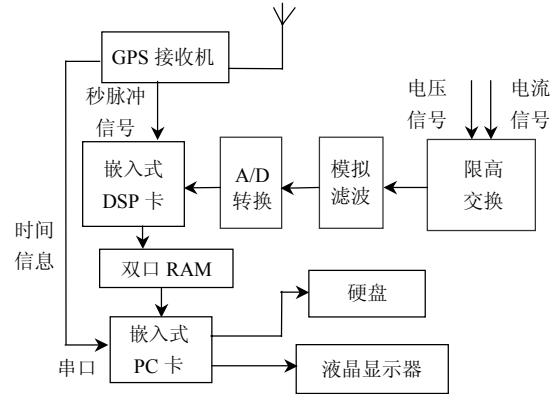 GPS 接收机
秒脉冲
信号
电压
信号
电流
信号
嵌入式
DSP 卡
A/D
转换
模拟
滤波
限高
交换
时间
信息
双口 RAM
硬盘
嵌入式
PC 卡
串口
液晶显示器